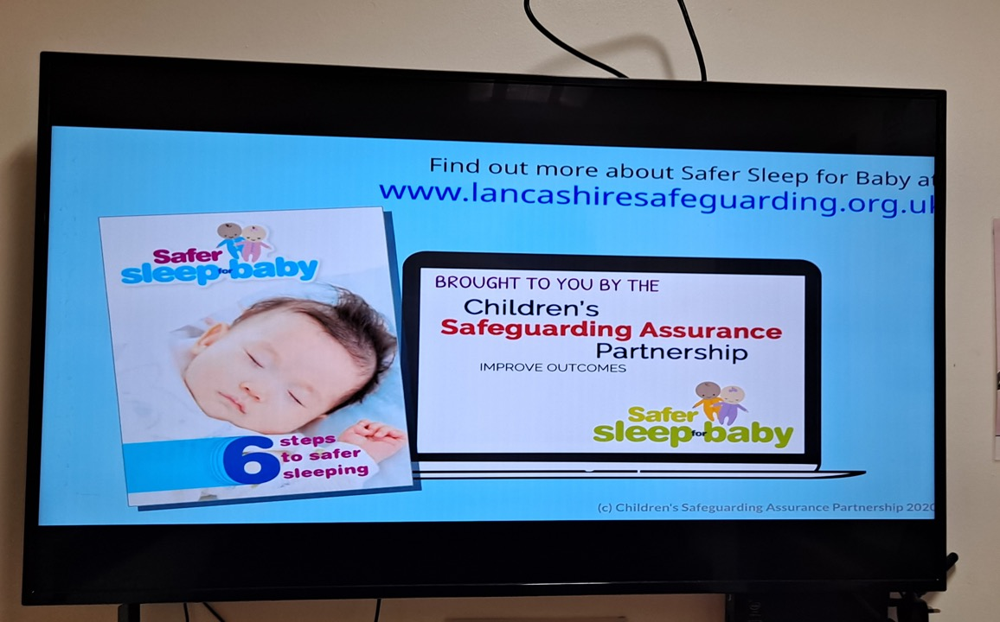 Find out more about Safer Sleep for Baby at
www.lancashiresafeguarding.org.uk
Safer
sleep for baby
6 steps
to safer
sleeping
BROUGHT TO YOU BY THE
Children's
Safeguarding Assurance
Partnership
IMPROVE OUTCOMES
Safer
sleep for baby
(c) Children's Safeguarding Assurance Partnership 2020